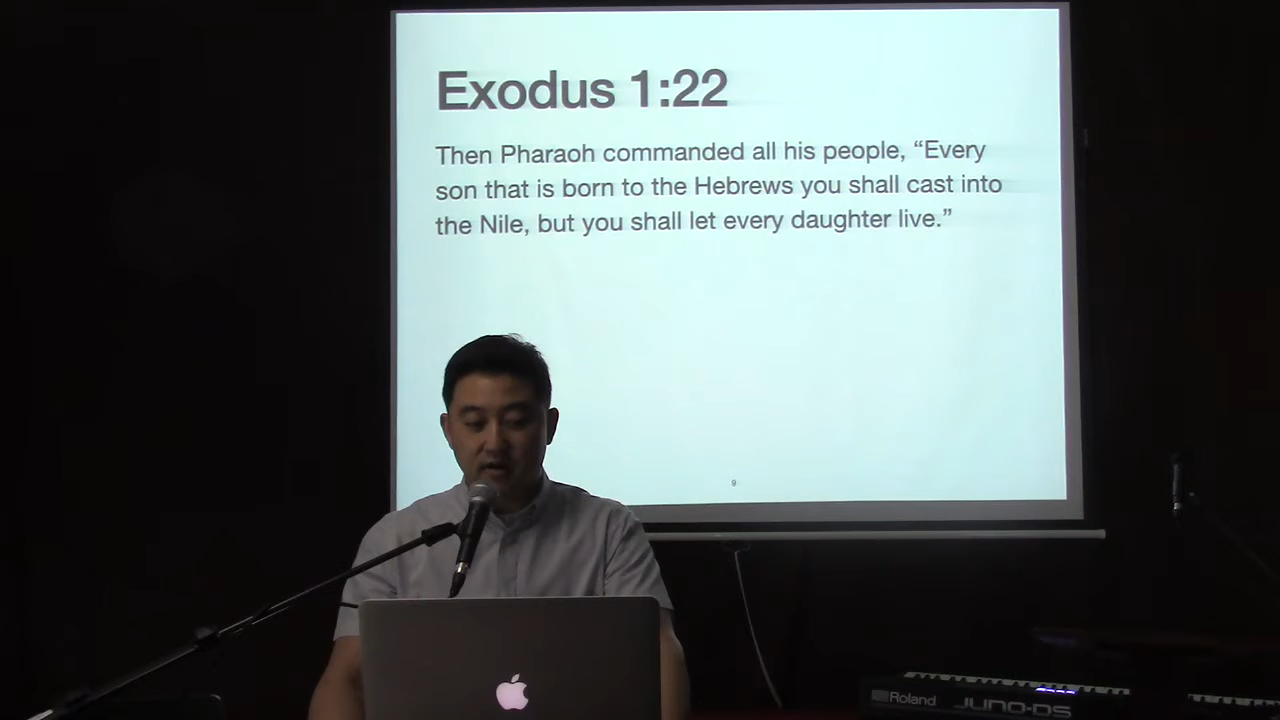 Exodus 1:22
Then Pharaoh commanded all his people, “Every
son that is born to the Hebrews you shall cast into
the Nile, but you shall let every daughter live.”
9
Roland
JUNO-DS